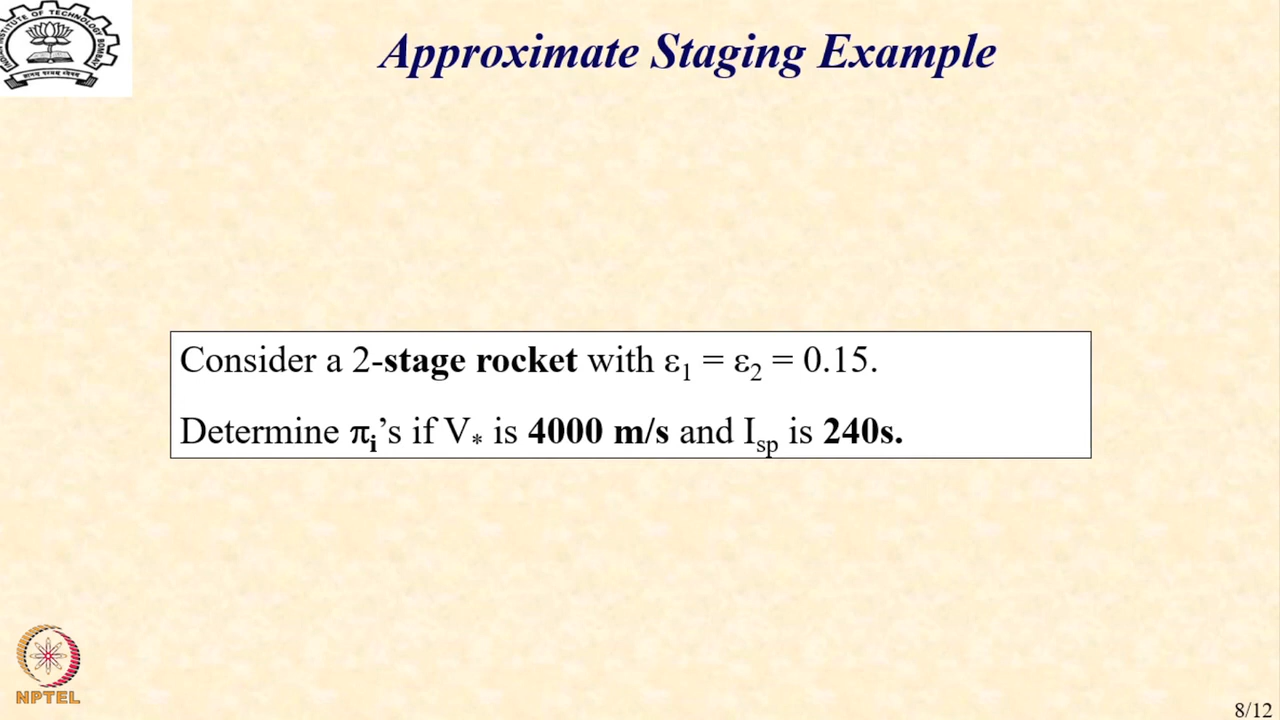 Approximate Staging Example
Consider a 2-stage rocket with ε₁ = ε₂ = 0.15.
Determine πᵢ’s if V* is 4000 m/s and Iₛₚ is 240s.
NPTEL
8/12